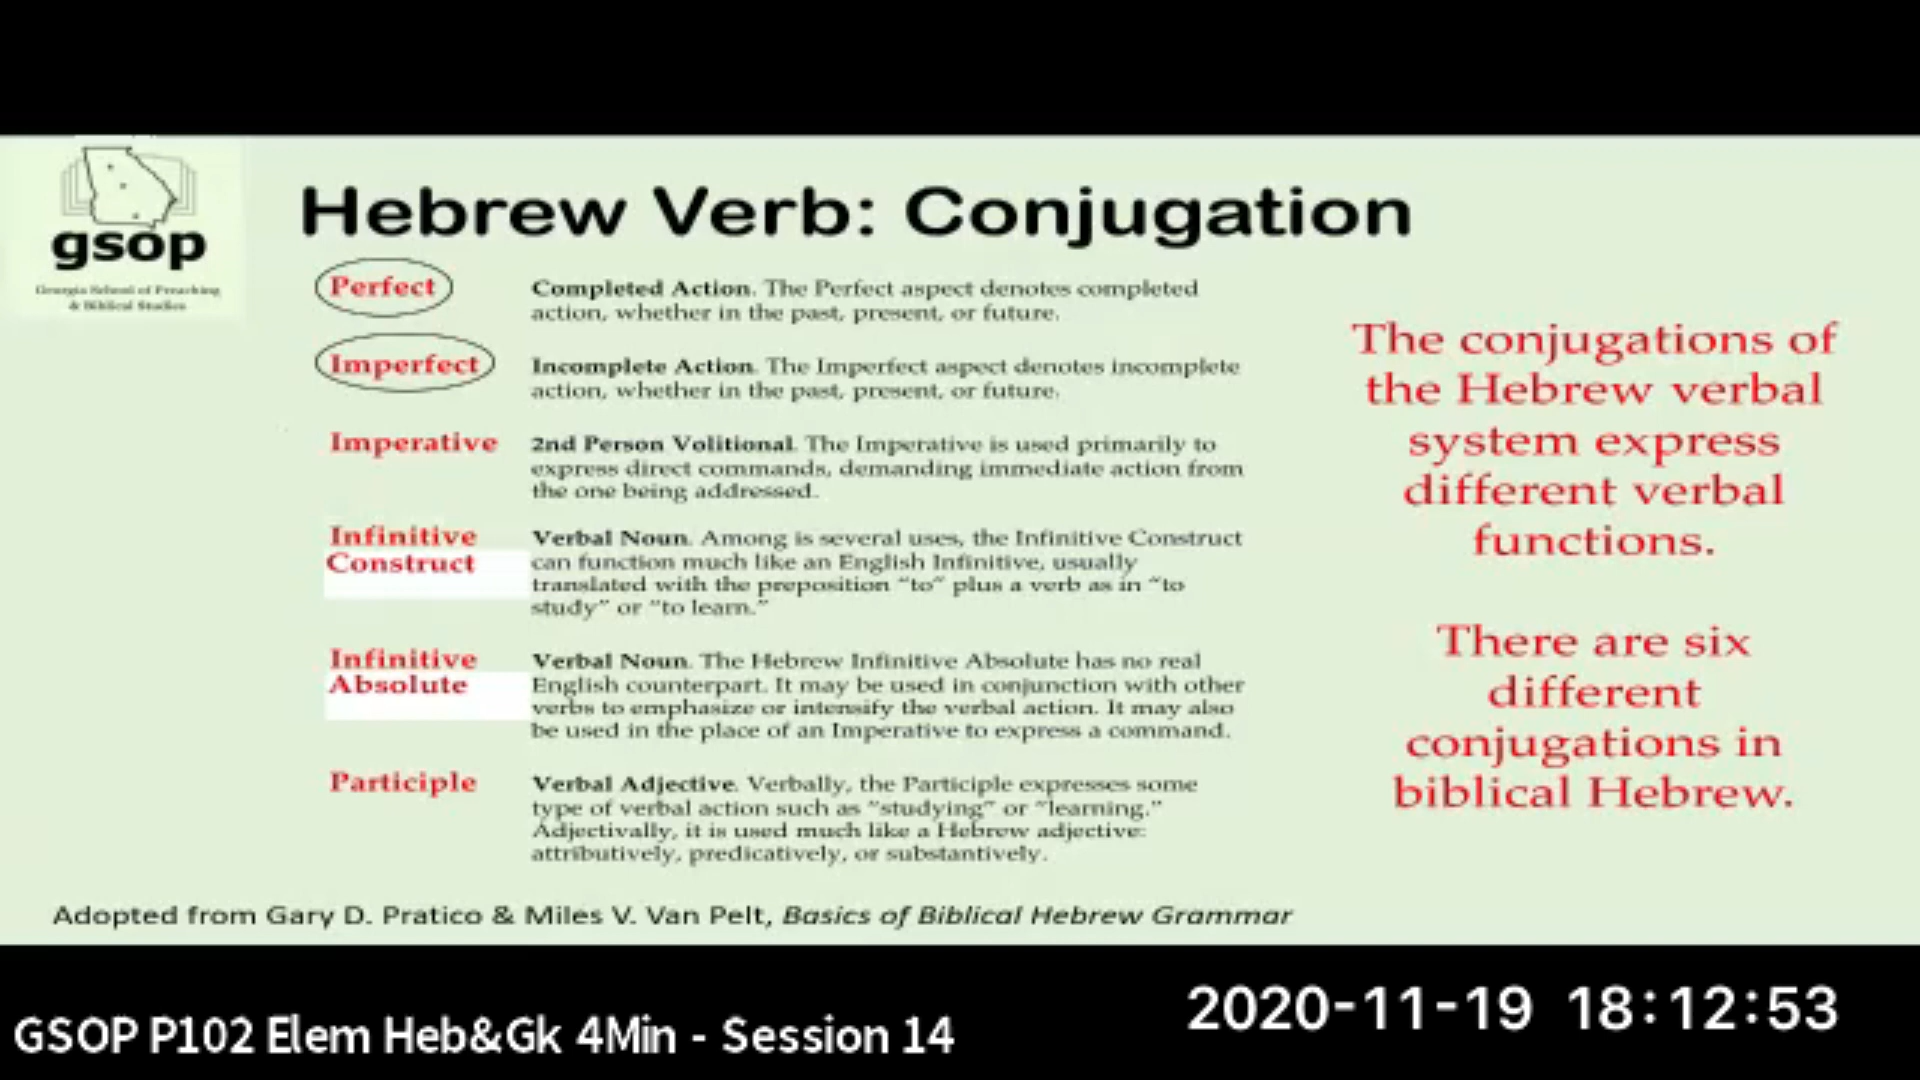 gsop
Georgia School of Preaching
& Biblical Studies
Hebrew Verb: Conjugation
Perfect
Completed Action. The Perfect aspect denotes completed
action, whether in the past, present, or future.
Imperfect
Incomplete Action. The Imperfect aspect denotes incomplete
action, whether in the past, present, or future.
Imperative
2nd Person Volitional. The Imperative is used primarily to
express direct commands, demanding immediate action from
the one being addressed.
Infinitive
Construct
Verbal Noun. Among is several uses, the Infinitive Construct
can function much like an English Infinitive, usually
translated with the preposition "to" plus a verb as in "to
study" or "to learn."
Infinitive
Absolute
Verbal Noun. The Hebrew Infinitive Absolute has no real
English counterpart. It may be used in conjunction with other
verbs to emphasize or intensify the verbal action. It may also
be used in the place of an Imperative to express a command.
Participle
Verbal Adjective. Verbally, the Participle expresses some
type of verbal action such as "studying" or "learning."
Adjectivally, it is used much like a Hebrew adjective:
attributively, predicatively, or substantively.
The conjugations of
the Hebrew verbal
system express
different verbal
functions.
There are six
different
conjugations in
biblical Hebrew.
Adopted from Gary D. Pratico & Miles V. Van Pelt, Basics of Biblical Hebrew Grammar
GSOP P102 Elem Heb&Gk 4Min - Session 14
2020-11-19 18:12:53